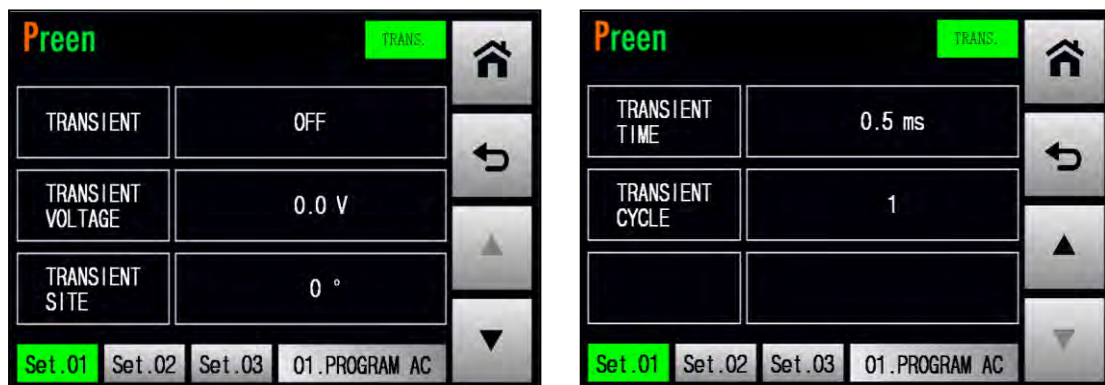 Preen TRANS.
TRANSIENT OFF
TRANSIENT
VOLTAGE 0.0 V
TRANSIENT
SITE 0 °
Set.01 Set.02 Set.03 01.PROGRAM AC
Preen TRANS.
TRANSIENT
TIME 0.5 ms
TRANSIENT
CYCLE 1
Set.01 Set.02 Set.03 01.PROGRAM AC